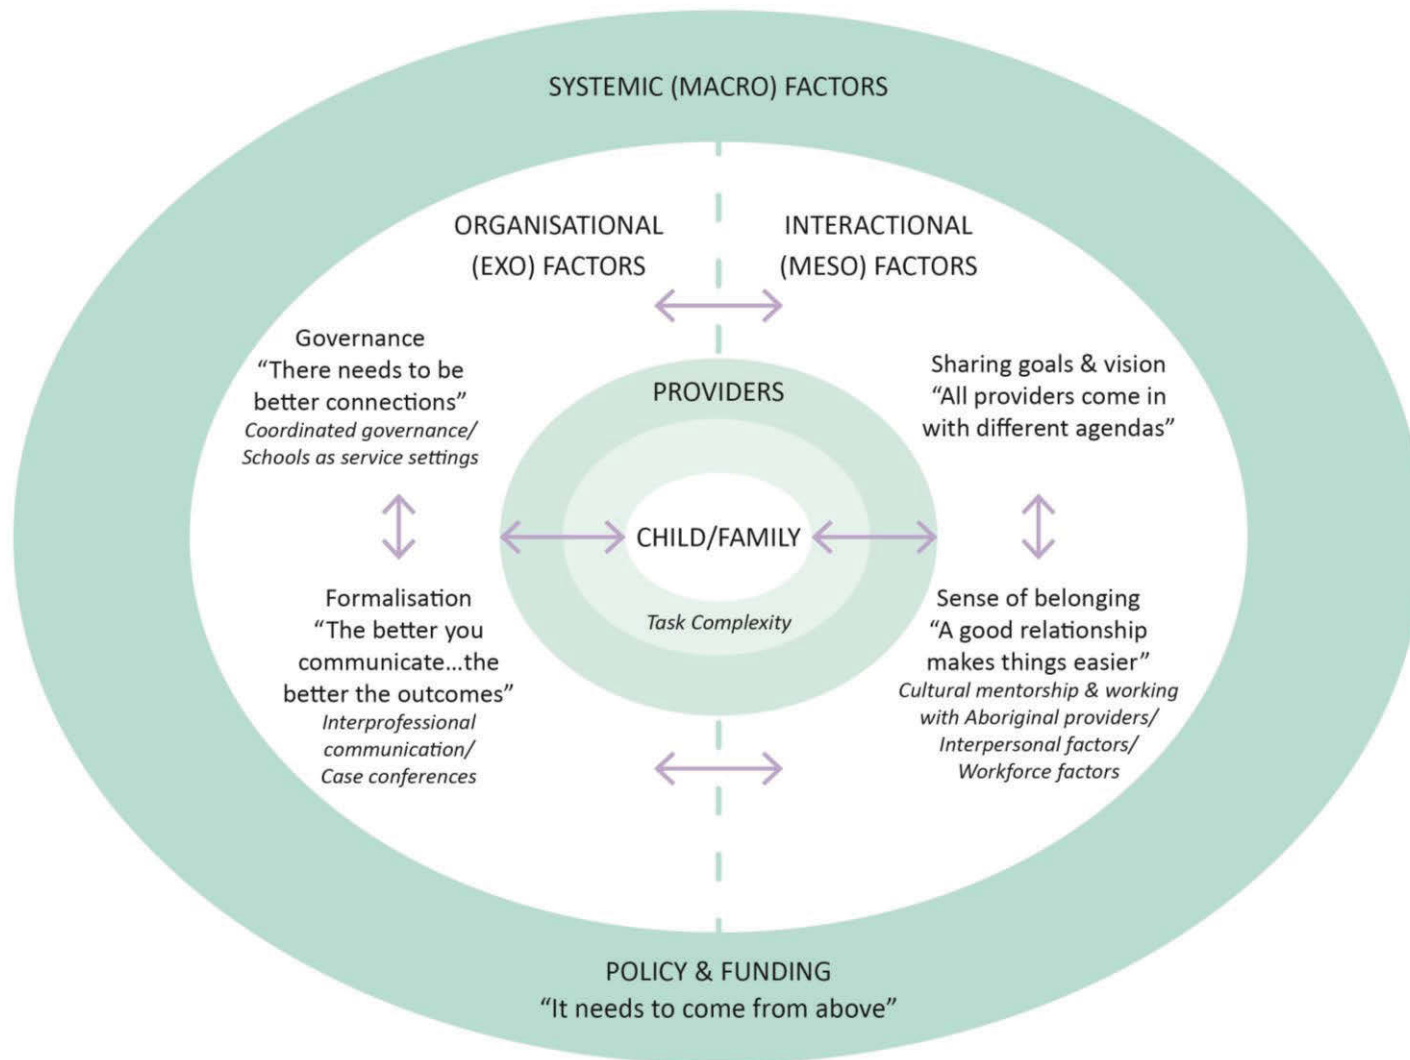 SYSTEMIC (MACRO) FACTORS
ORGANISATIONAL
(EXO) FACTORS
INTERACTIONAL
(MESO) FACTORS
Governance
“There needs to be
better connections”
Coordinated governance/
Schools as service settings
Sharing goals & vision
“All providers come in
with different agendas”
PROVIDERS
CHILD/FAMILY
Task Complexity
Formalisation
“The better you
communicate...the
better the outcomes”
Interprofessional
communication/
Case conferences
Sense of belonging
“A good relationship
makes things easier”
Cultural mentorship & working
with Aboriginal providers/
Interpersonal factors/
Workforce factors
POLICY & FUNDING
“It needs to come from above”